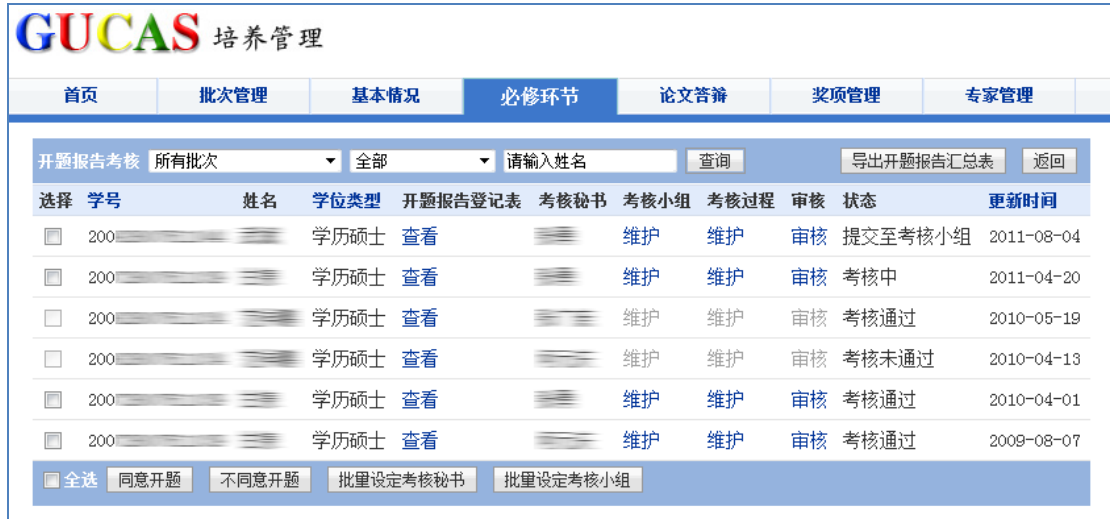 GUCAS 培养管理
首页 批次管理 基本情况 必修环节 论文答辩 奖项管理 专家管理
开题报告考核 所有批次 全部 请输入姓名 查询 导出开题报告汇总表 返回
选择 学号 姓名 学位类型 开题报告登记表 考核秘书 考核小组 考核过程 审核 状态 更新时间
200 学历硕士 查看 维护 维护 审核 提交至考核小组 2011-08-04
200 学历硕士 查看 维护 维护 审核 考核中 2011-04-20
200 学历硕士 查看 维护 维护 审核 考核通过 2010-05-19
200 学历硕士 查看 维护 维护 审核 考核未通过 2010-04-13
200 学历硕士 查看 维护 维护 审核 考核通过 2010-04-01
200 学历硕士 查看 维护 维护 审核 考核通过 2009-08-07
全选 同意开题 不同意开题 批量设定考核秘书 批量设定考核小组